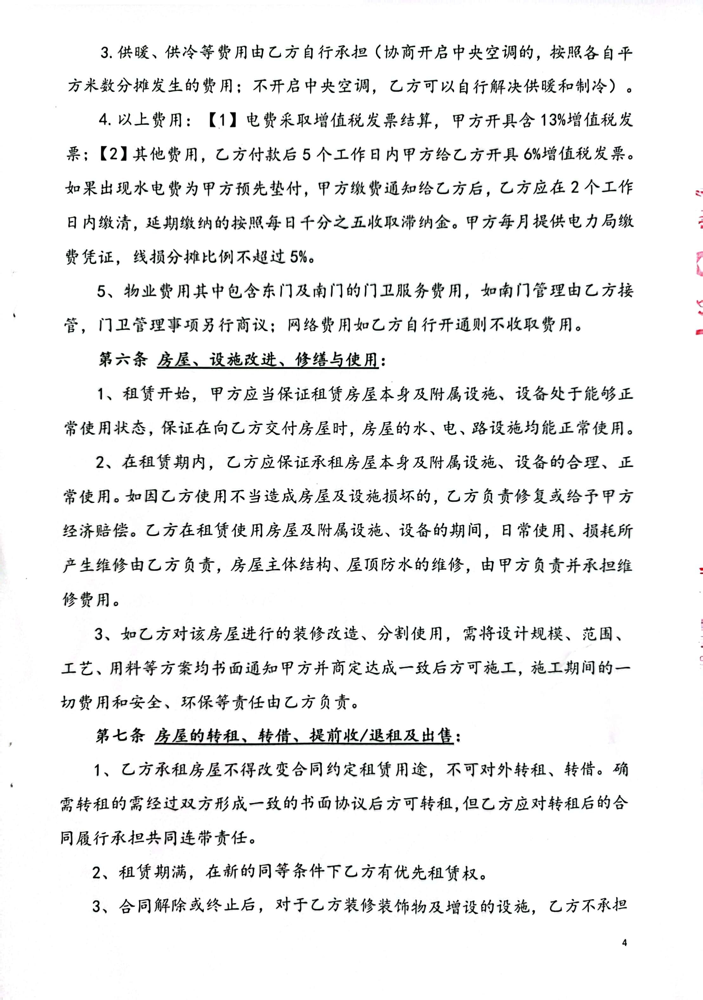 3. 供暖、供冷等费用由乙方自行承担（协商开启中央空调的，按照各自平
方米数分摊发生的费用；不开启中央空调，乙方可以自行解决供暖和制冷）。
4. 以上费用：【1】电费采取增值税发票结算，甲方开具含 13%增值税发
票；【2】其他费用，乙方付款后 5 个工作日内甲方给乙方开具 6%增值税发票。
如果出现水电费为甲方预先垫付，甲方缴费通知给乙方后，乙方应在 2 个工作
日内缴清，延期缴纳的按照每日千分之五收取滞纳金。甲方每月提供电力局缴
费凭证，线损分摊比例不超过 5%。
5、物业费用其中包含东门及南门的门卫服务费用，如南门管理由乙方接
管，门卫管理事项另行商议；网络费用如乙方自行开通则不收取费用。
第六条 房屋、设施改进、修缮与使用：
1、租赁开始，甲方应当保证租赁房屋本身及附属设施、设备处于能够正
常使用状态，保证在向乙方交付房屋时，房屋的水、电、路设施均能正常使用。
2、在租赁期内，乙方应保证承租房屋本身及附属设施、设备的合理、正
常使用。如因乙方使用不当造成房屋及设施损坏的，乙方负责修复或给予甲方
经济赔偿。乙方在租赁使用房屋及附属设施、设备的期间，日常使用、损耗所
产生维修由乙方负责，房屋主体结构、屋顶防水的维修，由甲方负责并承担维
修费用。
3、如乙方对该房屋进行的装修改造、分割使用，需将设计规模、范围、
工艺、用料等方案均书面通知甲方并商定达成一致后方可施工，施工期间的一
切费用和安全、环保等责任由乙方负责。
第七条 房屋的转租、转借、提前收/退租及出售：
1、乙方承租房屋不得改变合同约定租赁用途，不可对外转租、转借。确
需转租的需经过双方形成一致的书面协议后方可转租，但乙方应对转租后的合
同履行承担共同连带责任。
2、租赁期满，在新的同等条件下乙方有优先租赁权。
3、合同解除或终止后，对于乙方装修装饰物及增设的设施，乙方不承担
4